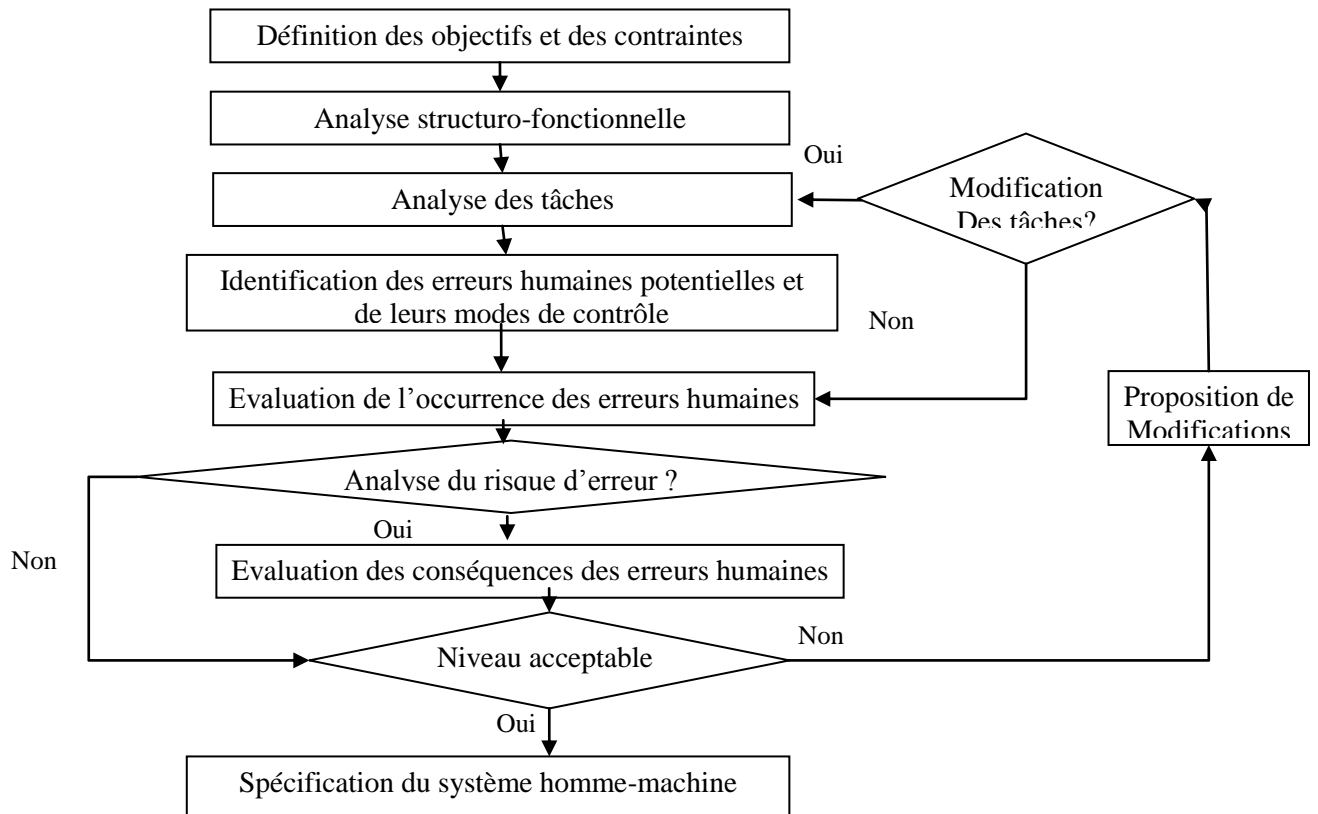 Définition des objectifs et des contraintes
Analyse structuro-fonctionnelle
Oui
Modification
Des tâches?
Analyse des tâches
Identification des erreurs humaines potentielles et
de leurs modes de contrôle
Non
Evaluation de l’occurrence des erreurs humaines
Proposition de
Modifications
Analyse du risque d’erreur ?
Oui
Non
Evaluation des conséquences des erreurs humaines
Niveau acceptable
Non
Oui
Spécification du système homme-machine